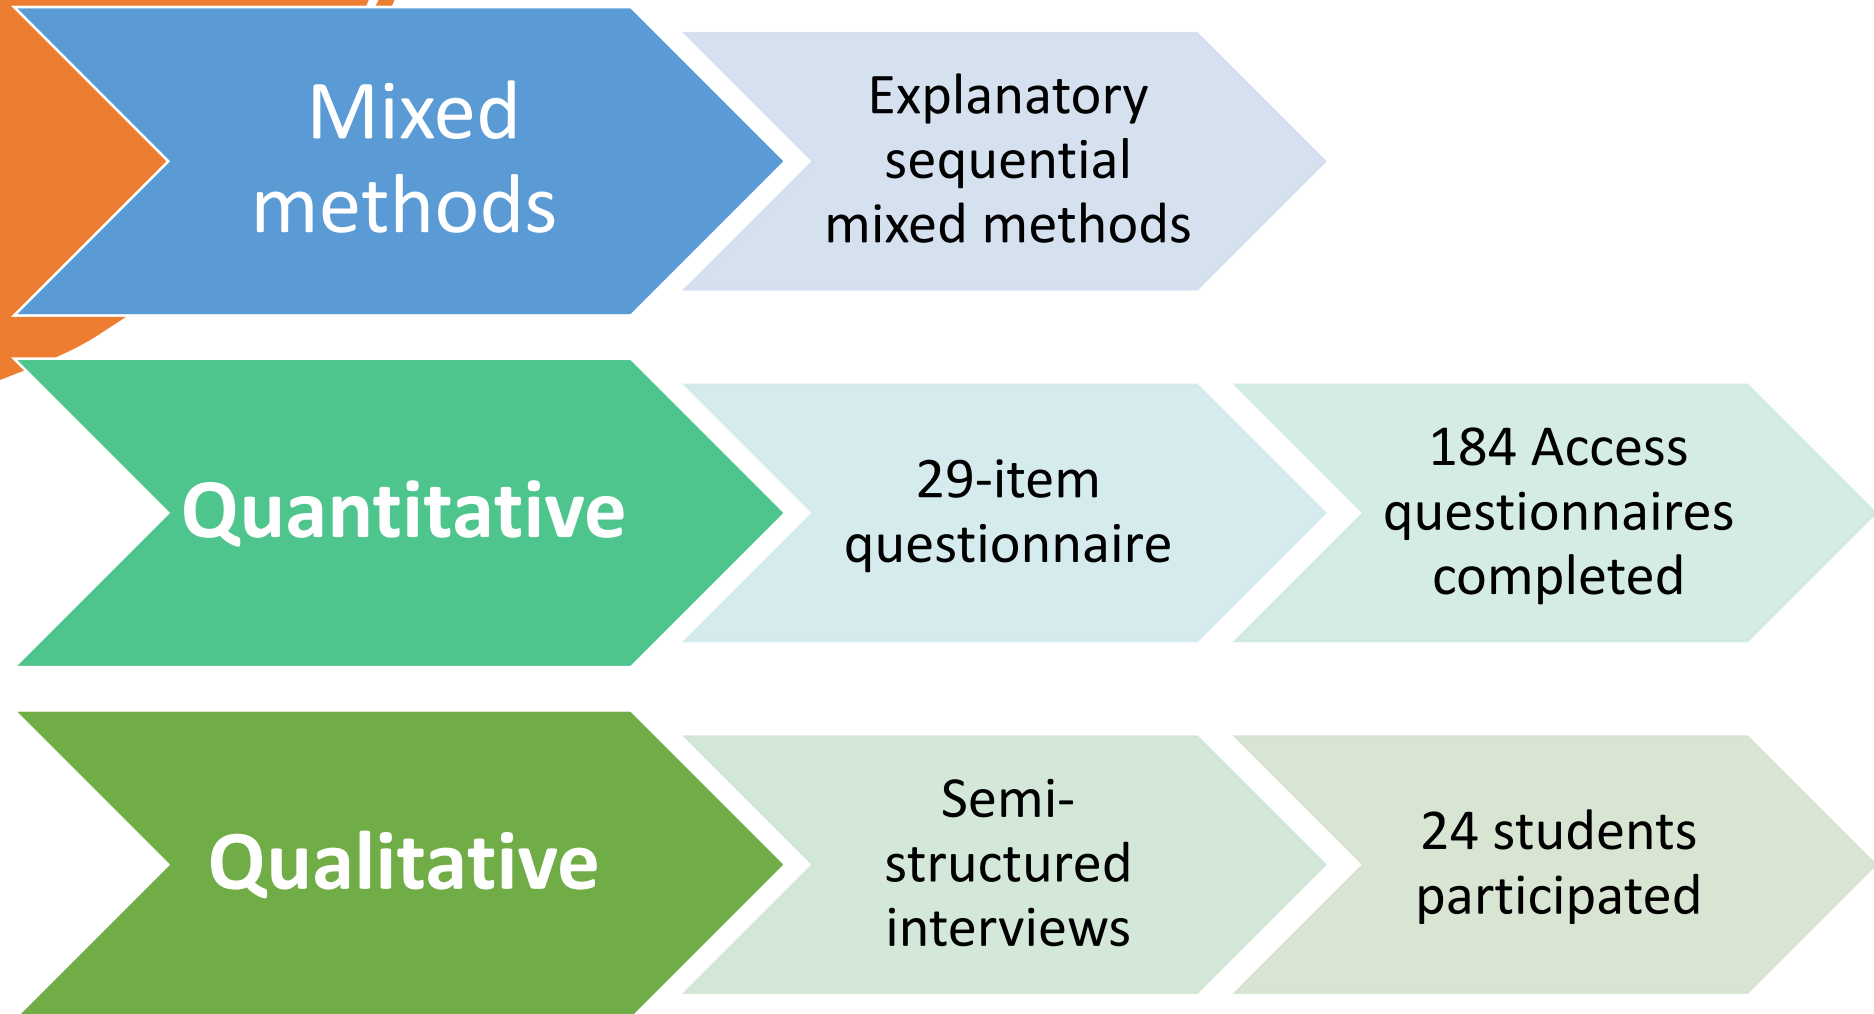 Mixed
methods
Explanatory
sequential
mixed methods
Quantitative
29-item
questionnaire
184 Access
questionnaires
completed
Qualitative
Semi-
structured
interviews
24 students
participated